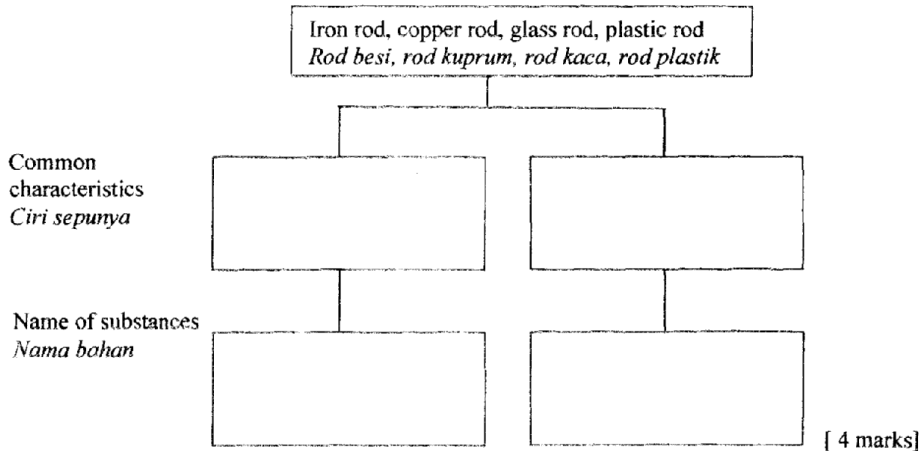 Iron rod, copper rod, glass rod, plastic rod
Rod besi, rod kuprum, rod kaca, rod plastik
Common
characteristics
Ciri sepunya
Name of substances
Nama bahan
[ 4 marks]